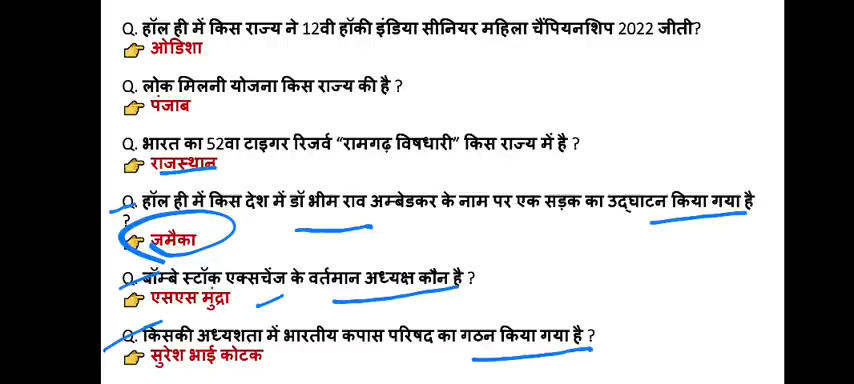 Q. हॉल ही में किस राज्य ने 12वी हॉकी इंडिया सीनियर महिला चैंपियनशिप 2022 जीती?
👉 ओडिशा
Q. लोक मिलनी योजना किस राज्य की है ?
👉 पंजाब
Q. भारत का 52वा टाइगर रिजर्व “रामगढ़ विषधारी” किस राज्य में है ?
👉 राजस्थान
Q. हॉल ही में किस देश में डॉ भीम राव अम्बेडकर के नाम पर एक सड़क का उद्घाटन किया गया है
?
👉 जमैका
Q. बॉम्बे स्टॉक एक्सचेंज के वर्तमान अध्यक्ष कौन है ?
👉 एसएस मुंद्रा
Q. किसकी अध्यशता में भारतीय कपास परिषद का गठन किया गया है ?
👉 सुरेश भाई कोटक